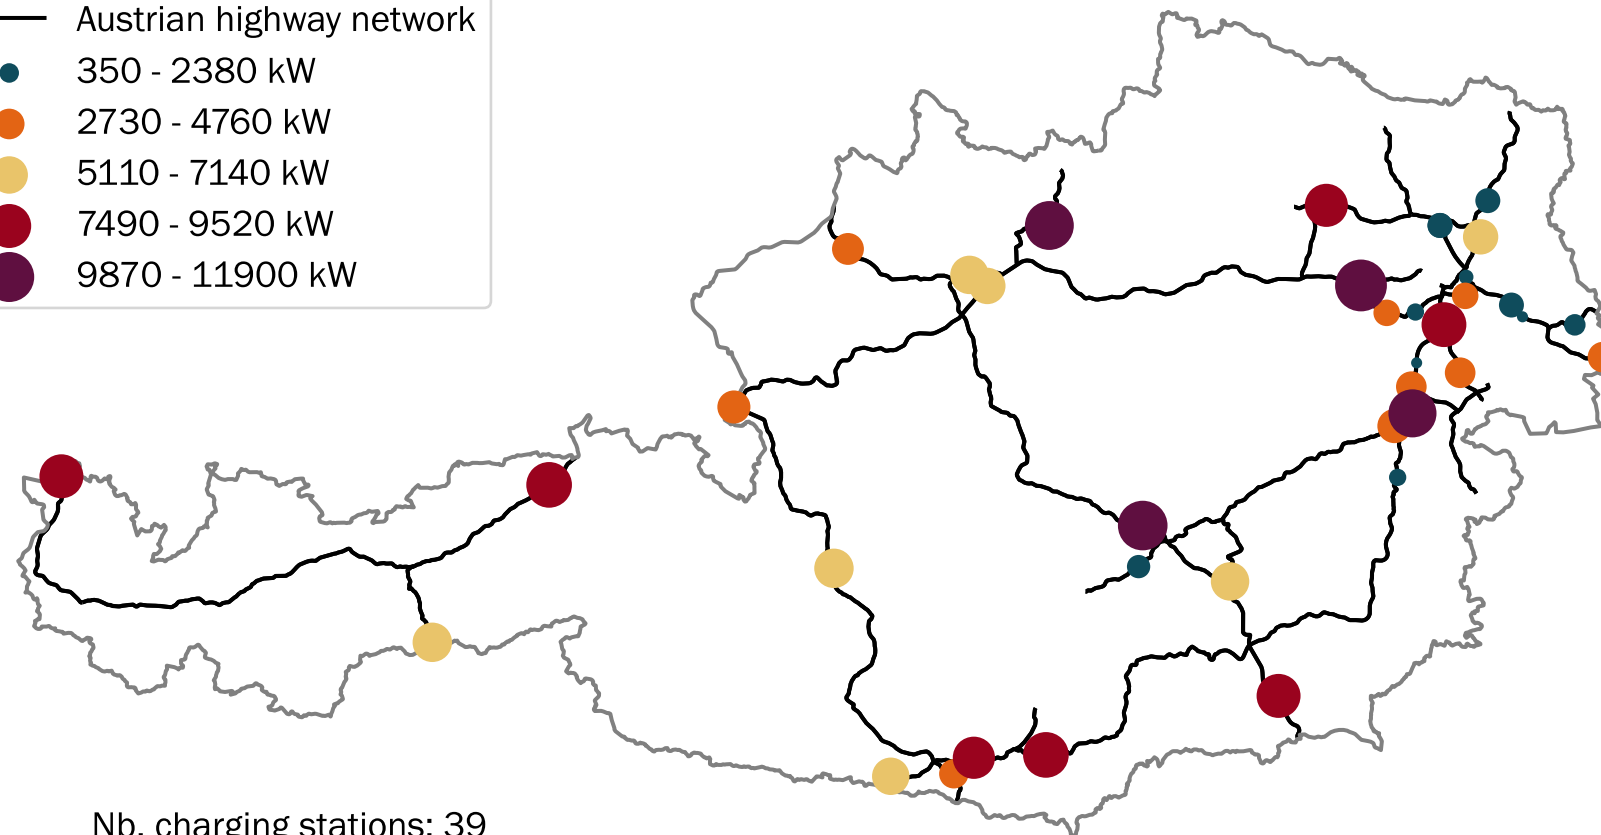 Austrian highway network
350 - 2380 kW
2730 - 4760 kW
5110 - 7140 kW
7490 - 9520 kW
9870 - 11900 kW
Nb. charging stations: 39